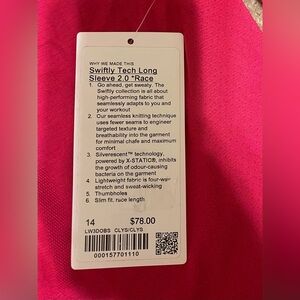 WHY WE MADE THIS
Swiftly Tech Long
Sleeve 2.0 *Race
1. Go ahead, get sweaty. The
Swiftly collection is all about
high-performing fabric that
seamlessly adapts to you and
your workout
2. Our seamless knitting technique
uses fewer seams to engineer
targeted texture and
breathability into the garment
for minimal chafe and maximum
comfort
3. Silverescent™ technology,
powered by X-STATIC®, inhibits
the growth of odour-causing
bacteria on the garment
4. Lightweight fabric is four-way
stretch and sweat-wicking
5. Thumbholes
6. Slim fit, race length
14 $78.00
LW3DOBS CLYS/CLYS
000157701110